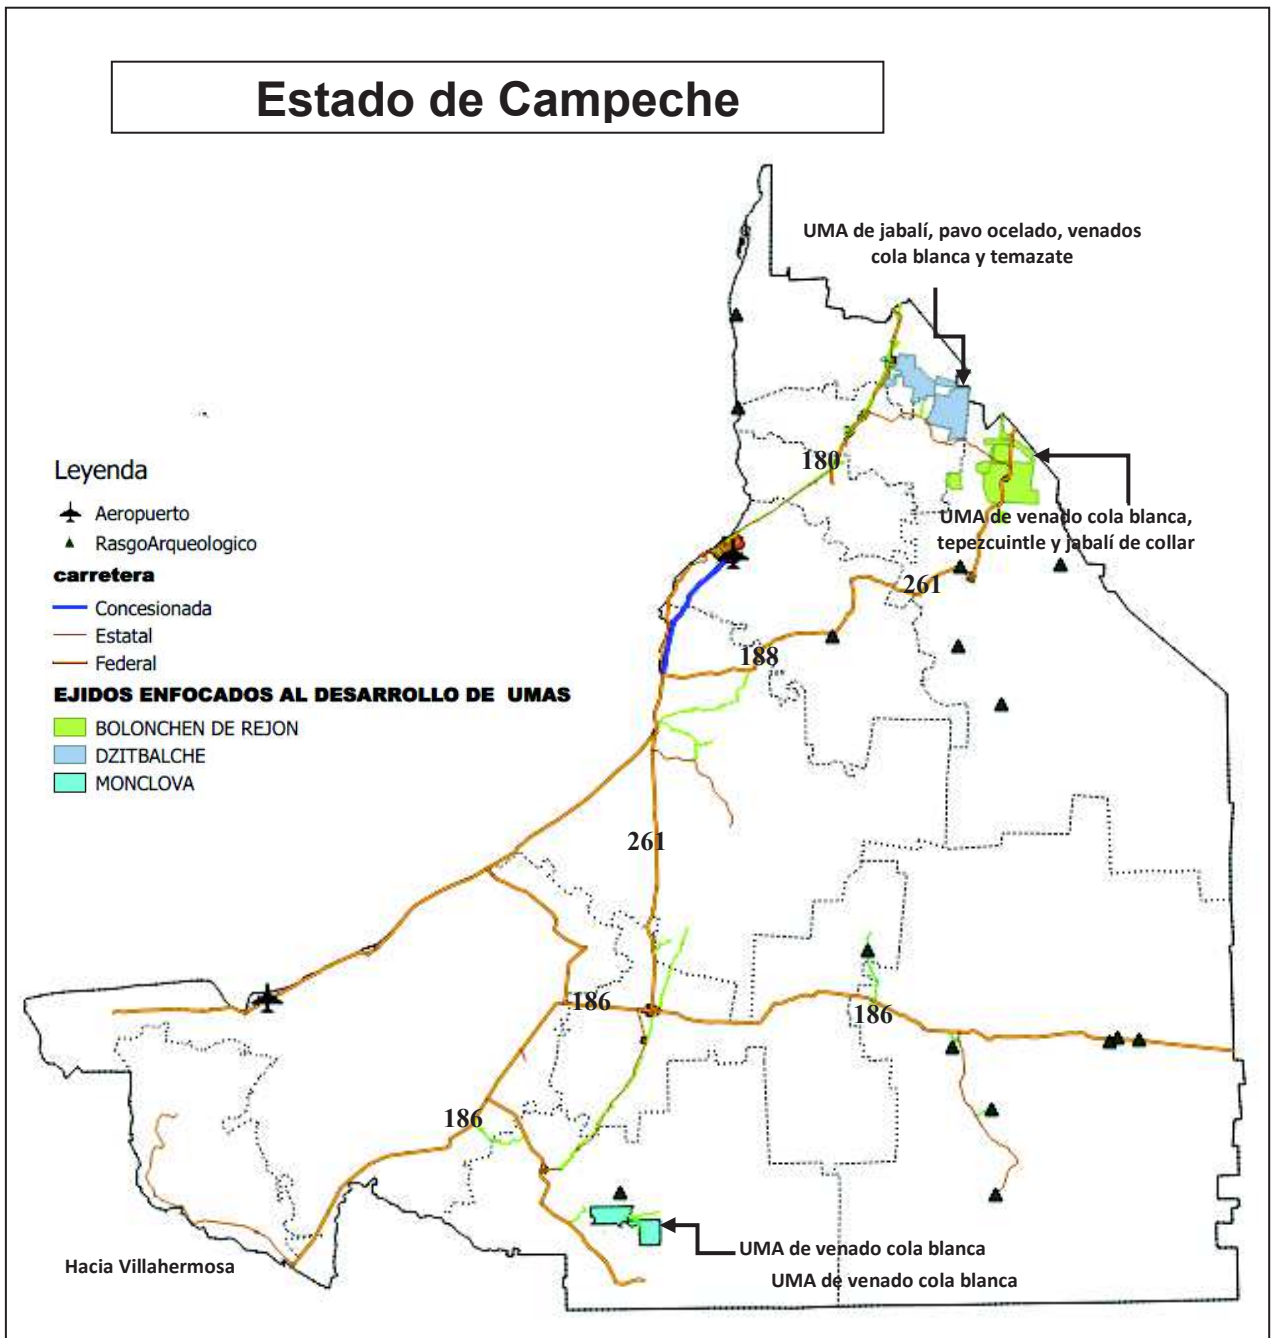 Estado de Campeche
UMA de jabalí, pavo ocelado, venados
cola blanca y temazate
180
Leyenda
Aeropuerto
RasgoArqueologico
carretera
Concesionada
Estatal
Federal
EJIDOS ENFOCADOS AL DESARROLLO DE UMAS
BOLONCHEN DE REJON
DZITBALCHE
MONCLOVA
UMA de venado cola blanca,
tepezcuintle y jabalí de collar
261
188
261
186
186
186
Hacia Villahermosa
UMA de venado cola blanca
UMA de venado cola blanca